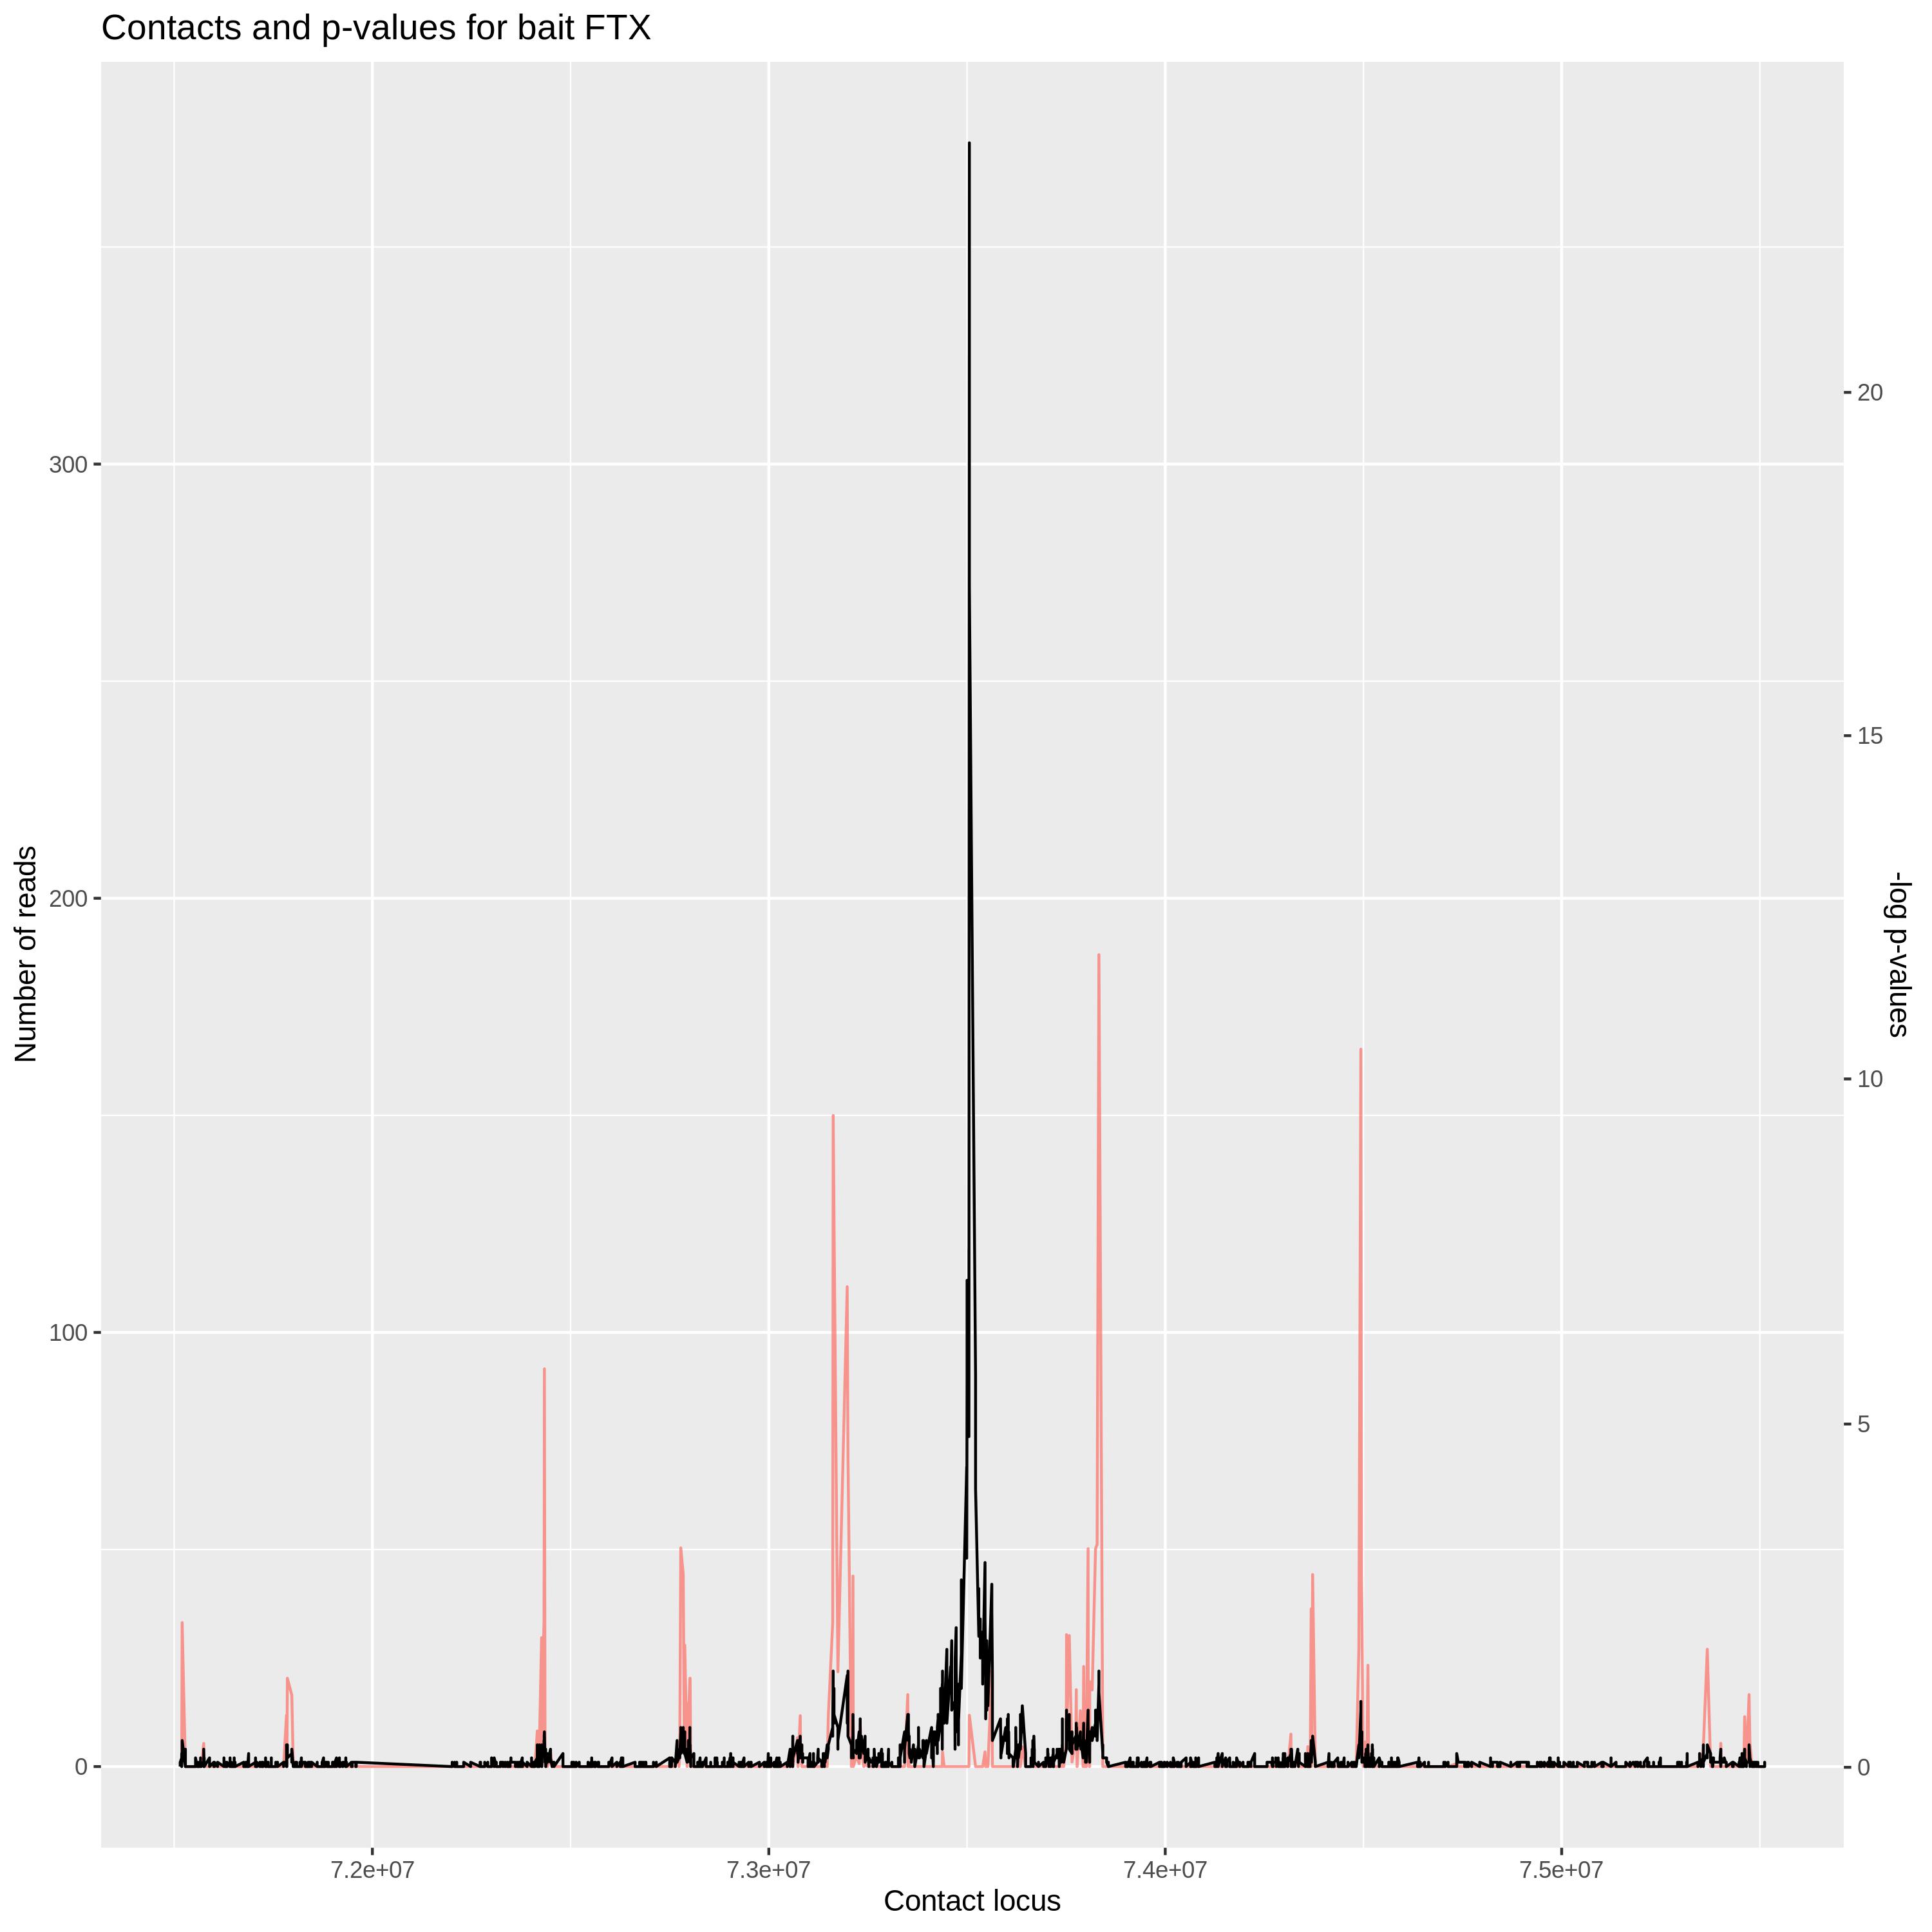 Contacts and p-values for bait FTX
Number of reads
300
200
100
0
20
15
10
5
0
-log p-values
7.2e+07
7.3e+07
7.4e+07
7.5e+07
Contact locus